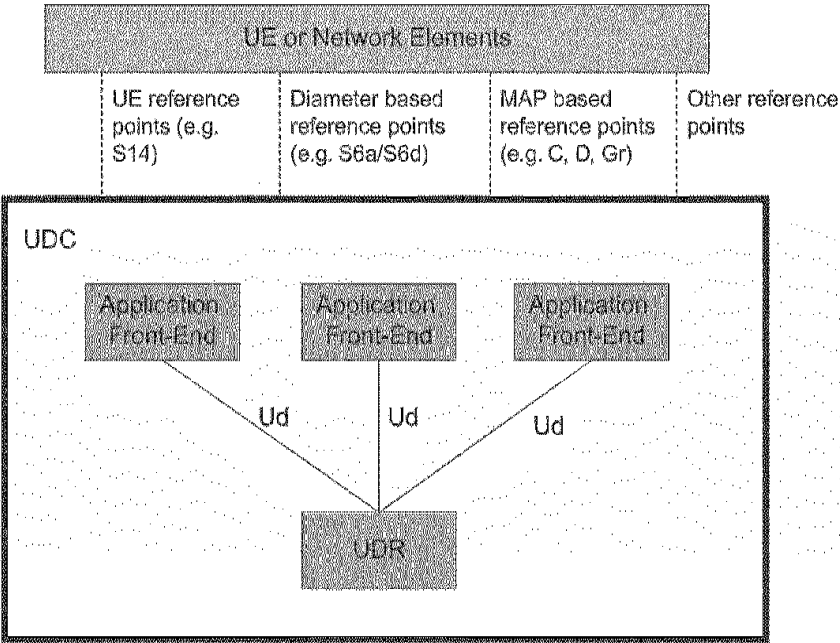 UE or Network Elements
UE reference
points (e.g.
S14)
Diameter based
reference points
(e.g. S6a/S6d)
MAP based
reference points
(e.g. C, D, Gr)
Other reference
points
UDC
Application
Front-End
Application
Front-End
Application
Front-End
Ud
Ud
Ud
UDR